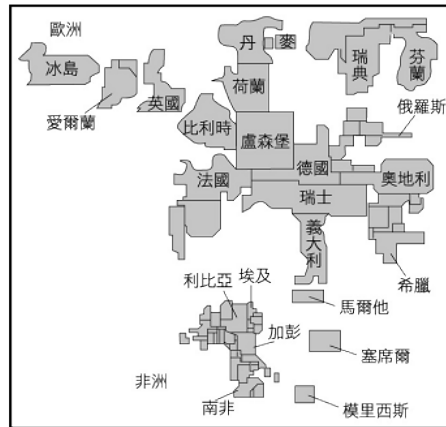 歐洲
冰島
愛爾蘭
英國
丹 麥
荷蘭
比利時
盧森堡
瑞典
芬蘭
俄羅斯
德國
奧地利
法國
瑞士
義大利
希臘
馬爾他
埃及
利比亞
加彭
塞席爾
非洲
南非
模里西斯